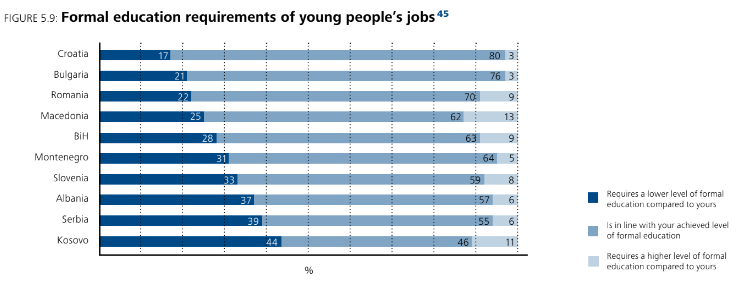 FIGURE 5.9: Formal education requirements of young people's jobs 45
Croatia 17 80 3
Bulgaria 21 76 3
Romania 22 70 9
Macedonia 25 62 13
BiH 28 63 9
Montenegro 31 64 5
Slovenia 33 59 8
Albania 37 57 6
Serbia 39 55 6
Kosovo 44 46 11
%
Requires a lower level of formal
education compared to yours
Is in line with your achieved level
of formal education
Requires a higher level of formal
education compared to yours